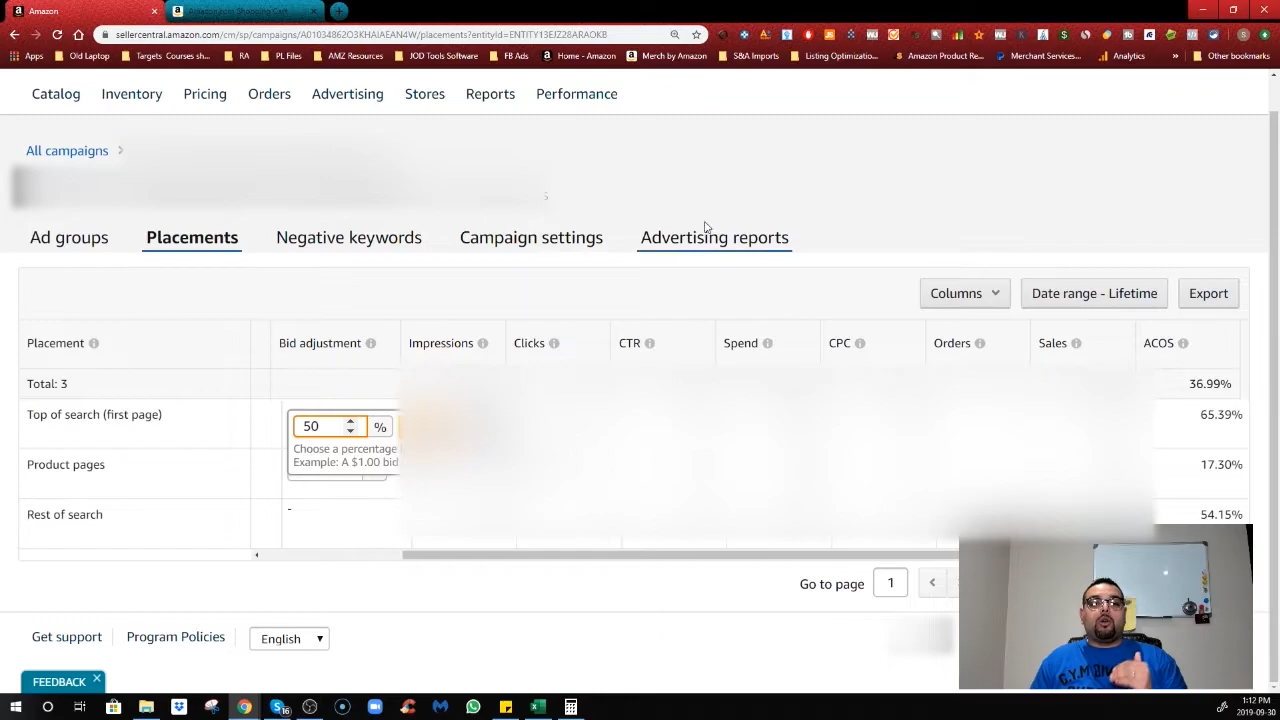 Amazon
Amazon.com Shopping Cart
sellercentral.amazon.com/cm/sp/campaigns/A01034862O3KHAIAEAN4W/placements?entityId=ENTITY13EJZ28ARAOKB
Apps
Old Laptop
Targets Courses sh...
RA
PL Files
AMZ Resources
JOD Tools Software
FB Ads
Home - Amazon
Merch by Amazon
S&A Imports
Listing Optimizatio...
Amazon Product Re...
Merchant Services...
Analytics
»
Other bookmarks
Catalog
Inventory
Pricing
Orders
Advertising
Stores
Reports
Performance
All campaigns
s
Ad groups
Placements
Negative keywords
Campaign settings
Advertising reports
Columns
Date range - Lifetime
Export
Placement
Bid adjustment
Impressions
Clicks
CTR
Spend
CPC
Orders
Sales
ACOS
Total: 3
36.99%
Top of search (first page)
50 %
65.39%
Choose a percentage
Example: A $1.00 bid
Product pages
17.30%
Rest of search
-
54.15%
Go to page
1
Get support
Program Policies
English
FEEDBACK
G.Y.M
16
1:12 PM
2019-09-30